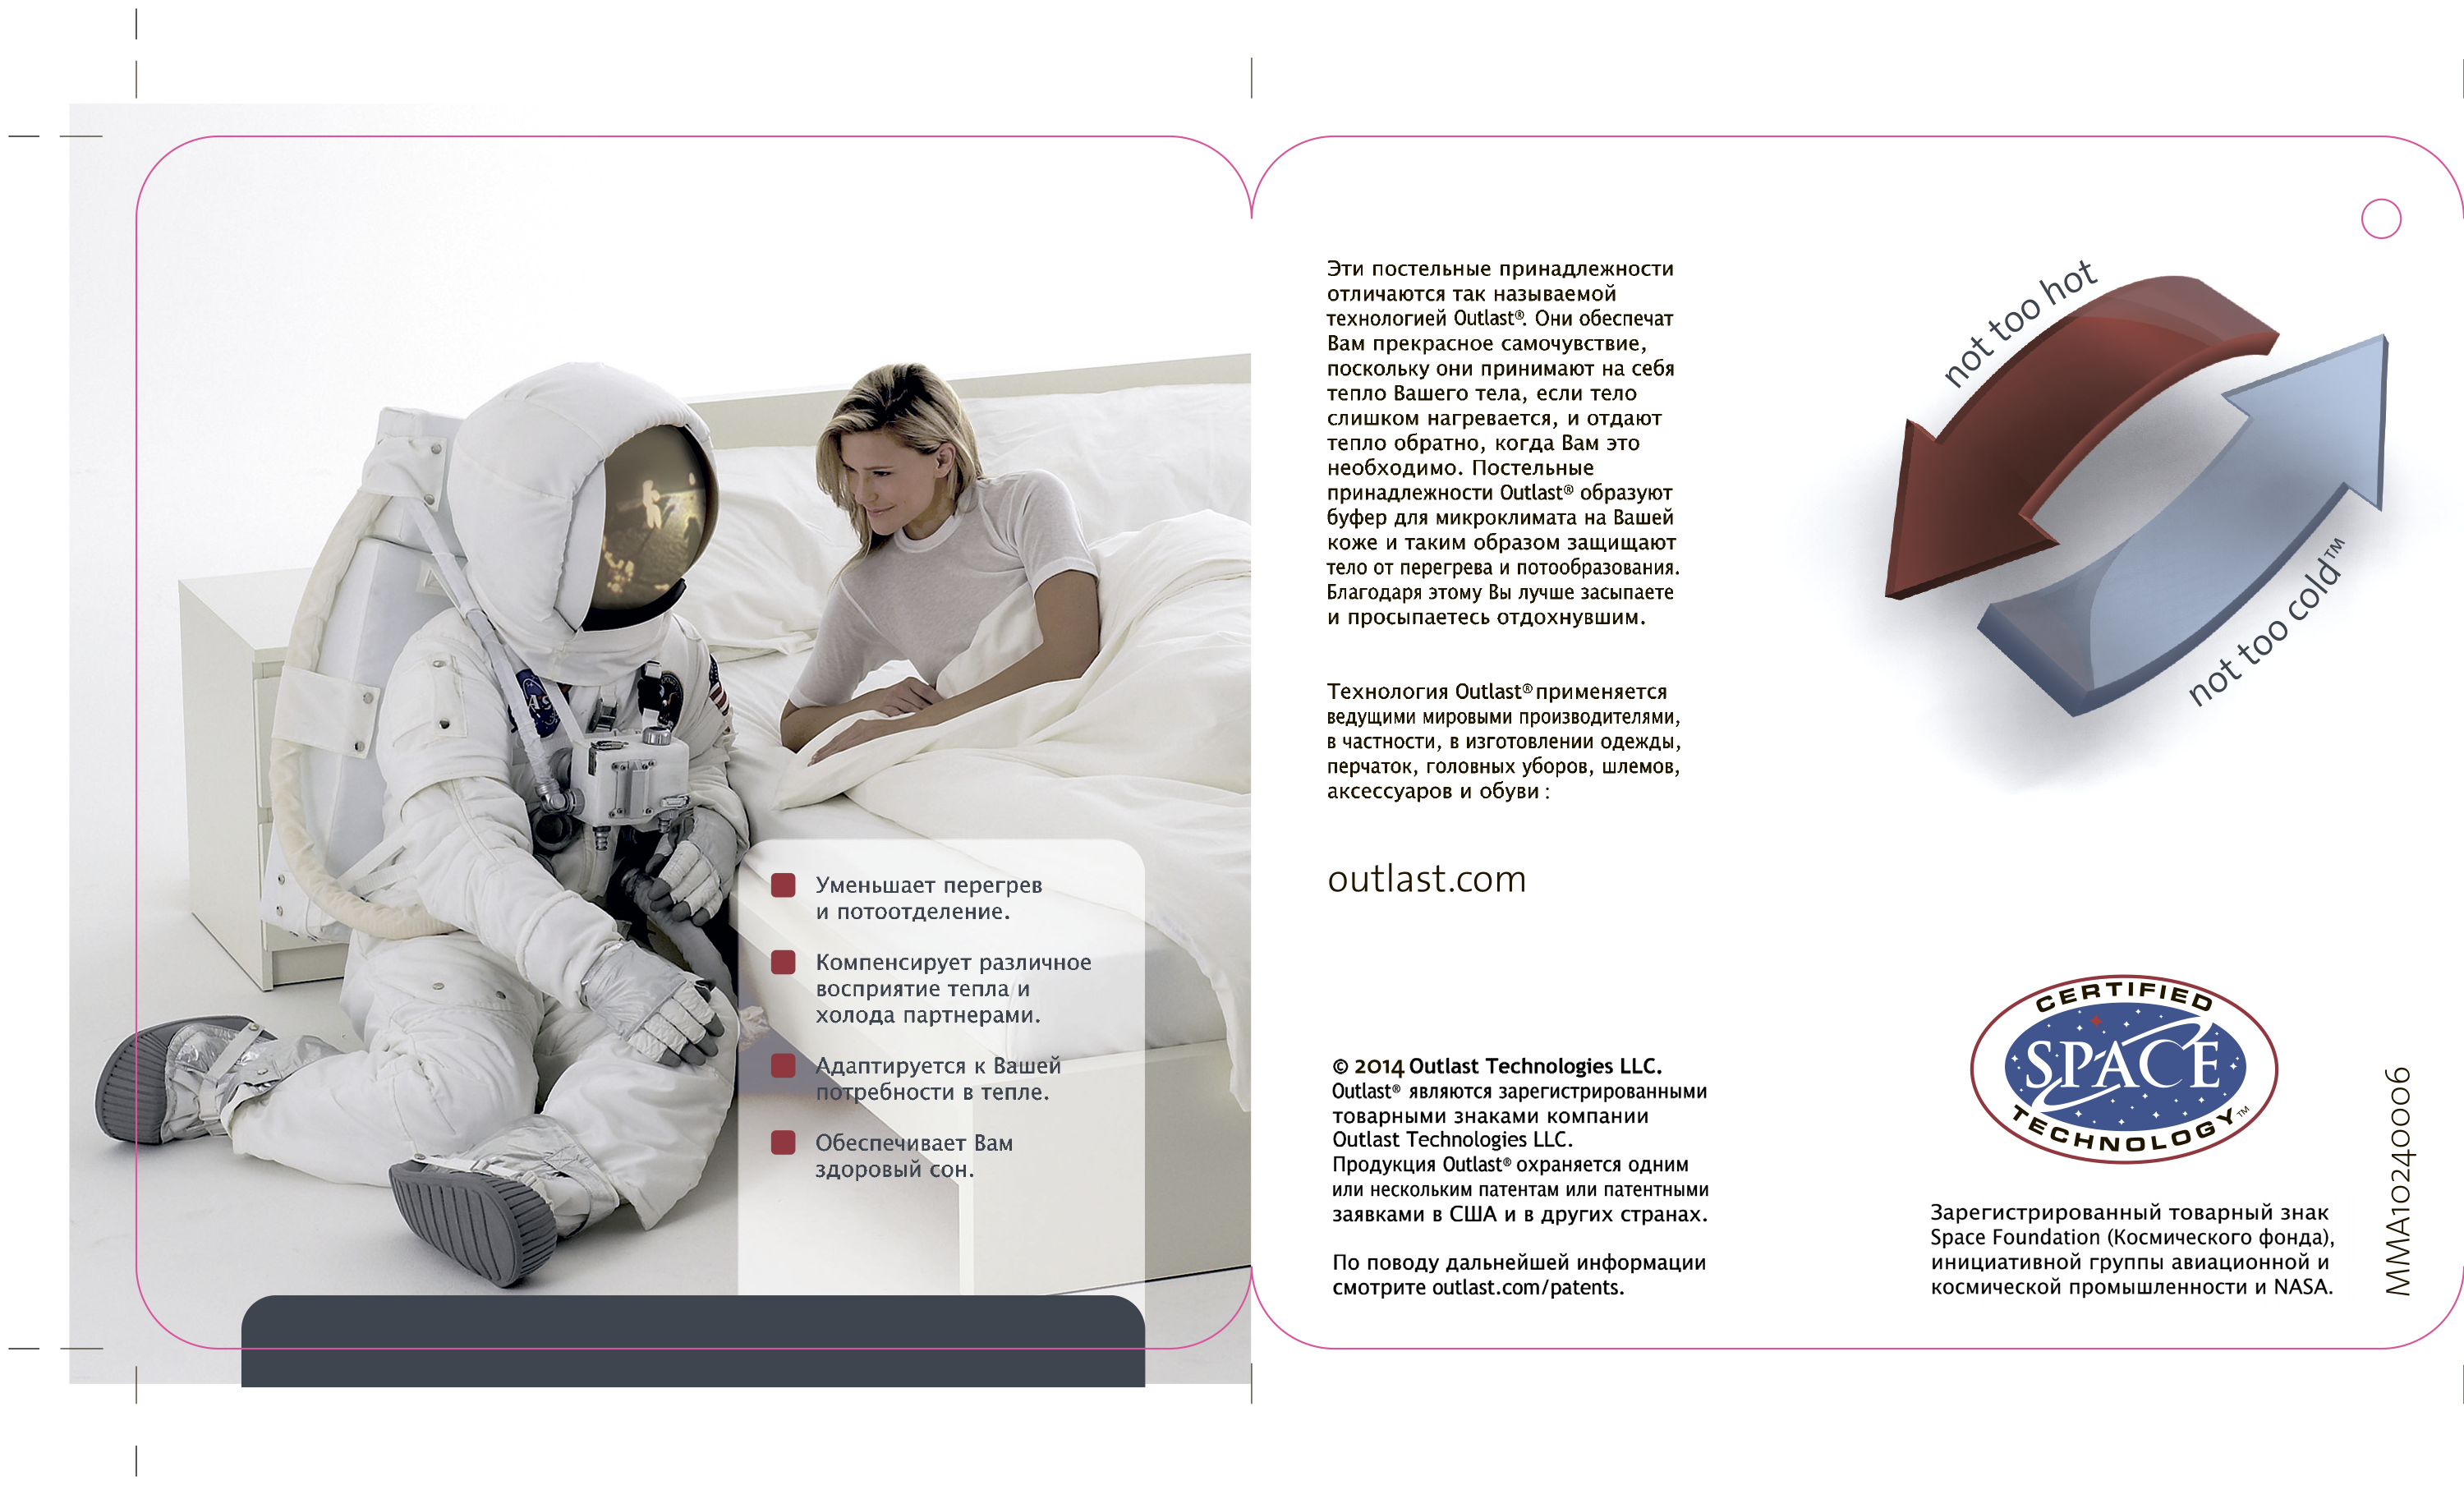 Уменьшает перегрев
и потоотделение.
Компенсирует различное
восприятие тепла и
холода партнерами.
Адаптируется к Вашей
потребности в тепле.
Обеспечивает Вам
здоровый сон.
Эти постельные принадлежности
отличаются так называемой
технологией Outlast®. Они обеспечат
Вам прекрасное самочувствие,
поскольку они принимают на себя
тепло Вашего тела, если тело
слишком нагревается, и отдают
тепло обратно, когда Вам это
необходимо. Постельные
принадлежности Outlast® образуют
буфер для микроклимата на Вашей
коже и таким образом защищают
тело от перегрева и потообразования.
Благодаря этому Вы лучше засыпаете
и просыпаетесь отдохнувшим.
Технология Outlast® применяется
ведущими мировыми производителями,
в частности, в изготовлении одежды,
перчаток, головных уборов, шлемов,
аксессуаров и обуви :
outlast.com
© 2014 Outlast Technologies LLC.
Outlast® являются зарегистрированными
товарными знаками компании
Outlast Technologies LLC.
Продукция Outlast® охраняется одним
или нескольким патентам или патентными
заявками в США и в других странах.
По поводу дальнейшей информации
смотрите outlast.com/patents.
not too hot
not too cold™
CERTIFIED
SPACE
TECHNOLOGY™
Зарегистрированный товарный знак
Space Foundation (Космического фонда),
инициативной группы авиационной и
космической промышленности и NASA.
MMA10240006